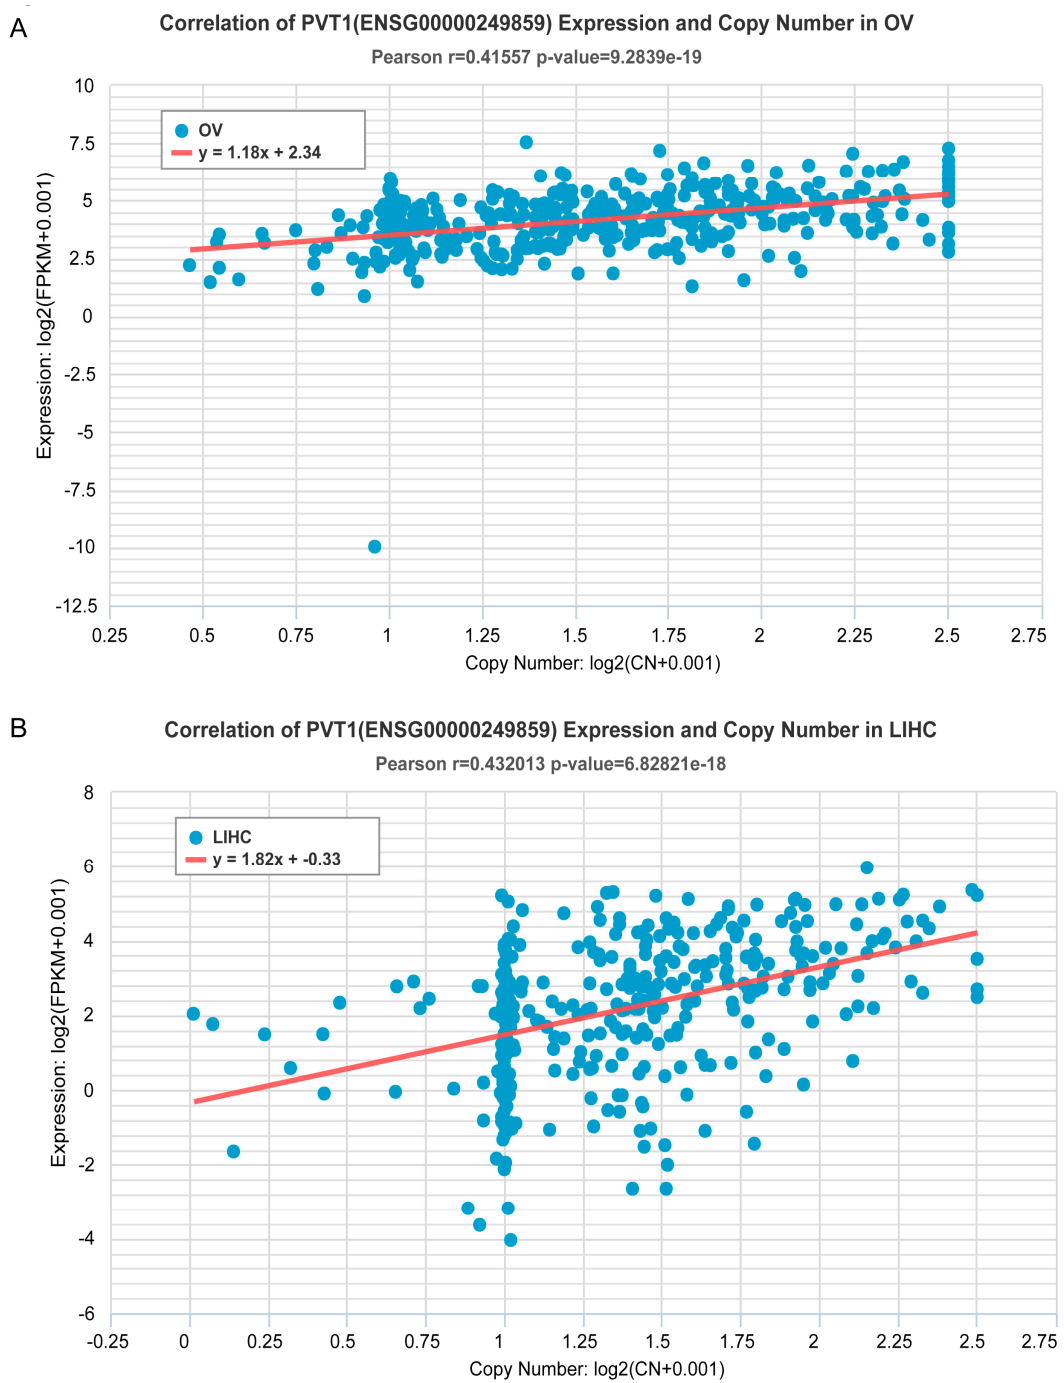 A
Correlation of PVT1(ENSG00000249859) Expression and Copy Number in OV
Pearson r=0.41557 p-value=9.2839e-19
OV
y = 1.18x + 2.34
Expression: log2(FPKM+0.001)
10
7.5
5
2.5
0
-2.5
-5
-7.5
-10
-12.5
0.25 0.5 0.75 1 1.25 1.5 1.75 2 2.25 2.5 2.75
Copy Number: log2(CN+0.001)
B
Correlation of PVT1(ENSG00000249859) Expression and Copy Number in LIHC
Pearson r=0.432013 p-value=6.82821e-18
LIHC
y = 1.82x + -0.33
Expression: log2(FPKM+0.001)
8
6
4
2
0
-2
-4
-6
-0.25 0 0.25 0.5 0.75 1 1.25 1.5 1.75 2 2.25 2.5 2.75
Copy Number: log2(CN+0.001)